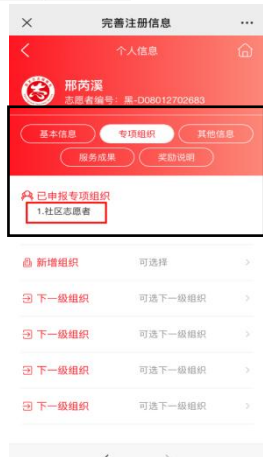 完善注册信息
个人信息
邢芮溪
志愿者编号：黑-D08012702683
基本信息 专项组织 其他信息
服务成果 奖励说明
已申报专项组织
1.社区志愿者
新增组织 可选择
下一级组织 可选下一级组织
下一级组织 可选下一级组织
下一级组织 可选下一级组织
下一级组织 可选下一级组织